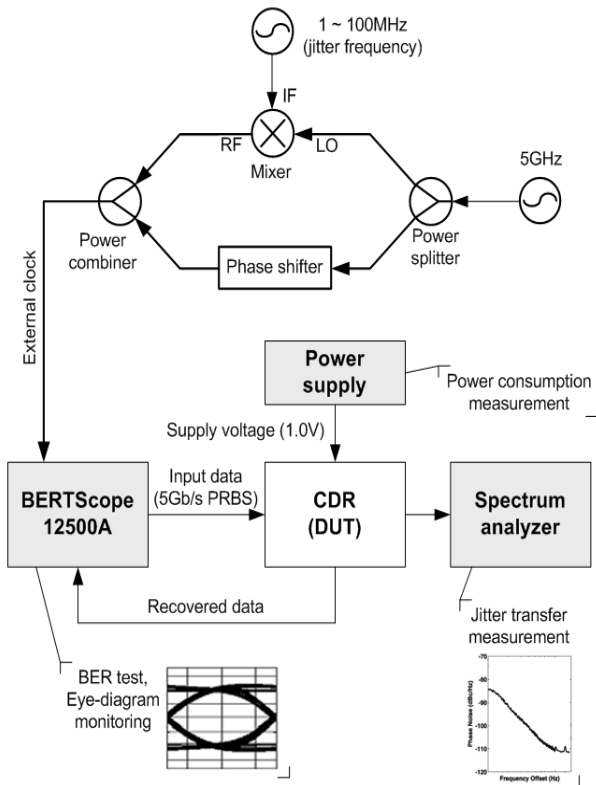 1 ~ 100MHz
(jitter frequency)
IF
RF
LO
Mixer
5GHz
Power
combiner
Power
splitter
Phase shifter
External clock
Power
supply
Power consumption
measurement
Supply voltage (1.0V)
BERTScope
12500A
Input data
(5Gb/s PRBS)
CDR
(DUT)
Spectrum
analyzer
Recovered data
Jitter transfer
measurement
BER test,
Eye-diagram
monitoring
Phase Noise (dBc/Hz)
-70
-80
-90
-100
-110
-120
Frequency Offset (Hz)